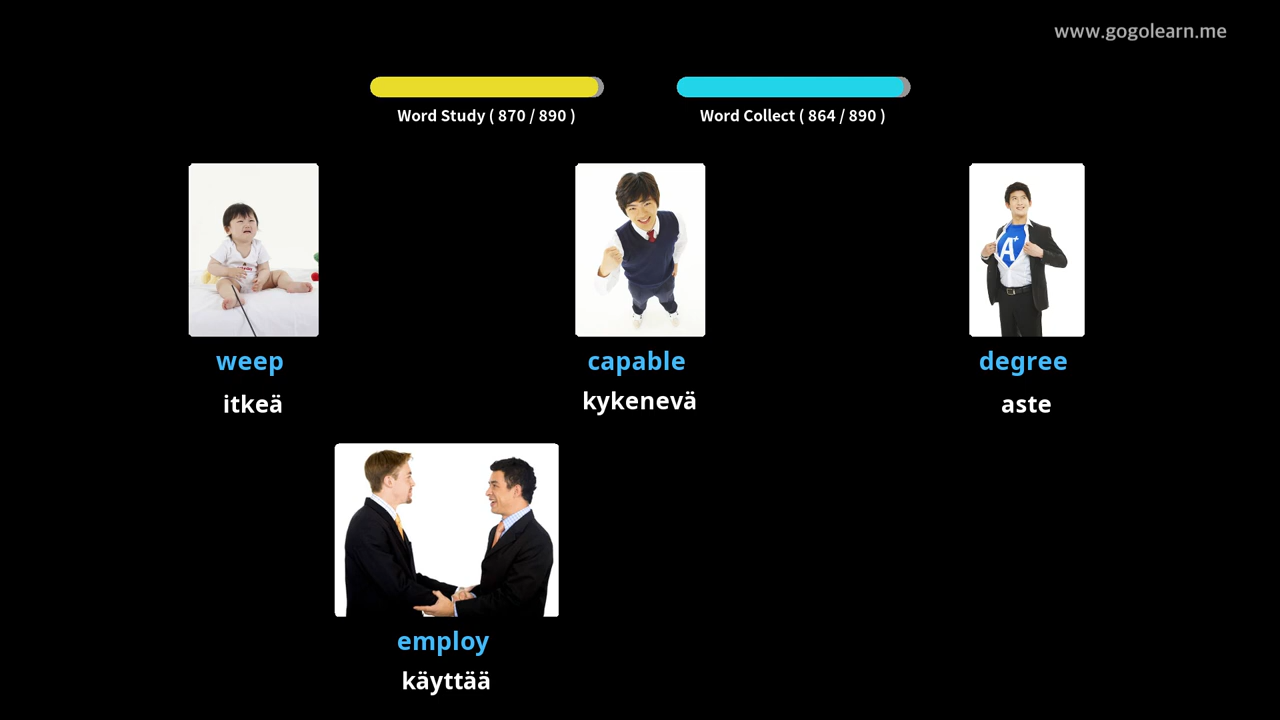 www.gogolearn.me
Word Study ( 870 / 890 )
Word Collect ( 864 / 890 )
A+
weep
capable
degree
itkeä
kykenevä
aste
employ
käyttää